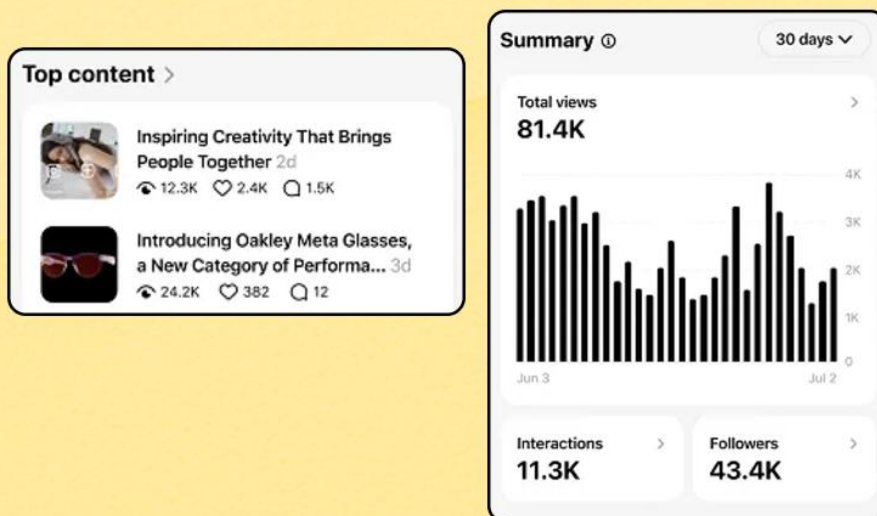 Top content >
Inspiring Creativity That Brings
People Together 2d
12.3K 2.4K 1.5K
Introducing Oakley Meta Glasses,
a New Category of Performa... 3d
24.2K 382 12
Summary
30 days
Total views >
81.4K
4K
3K
2K
1K
0
Jun 3 Jul 2
Interactions >
11.3K
Followers >
43.4K